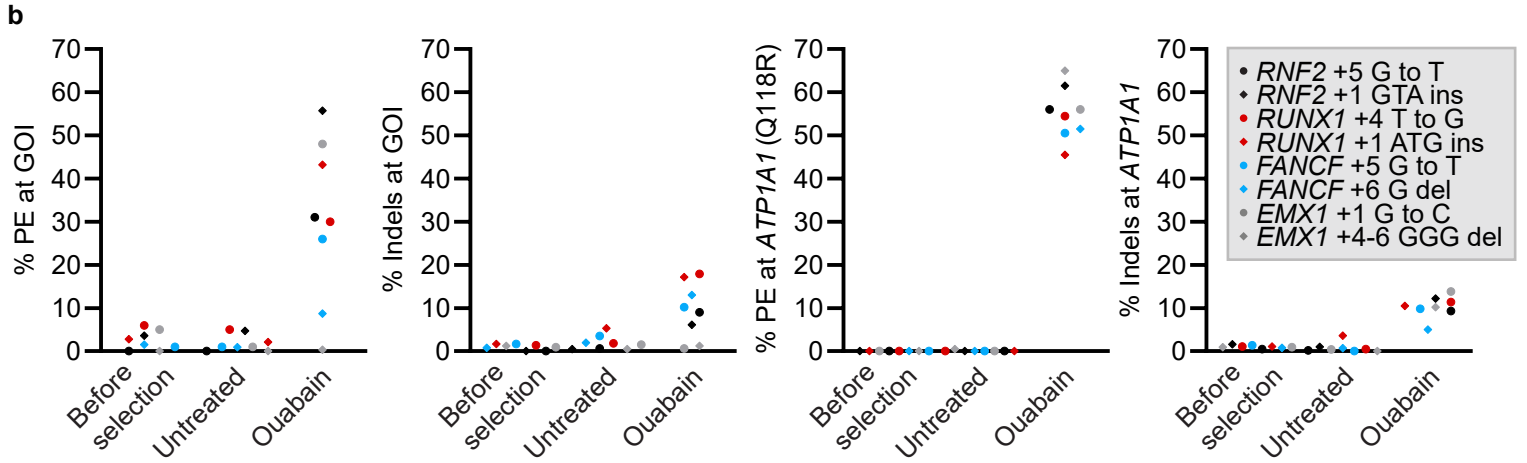 b
% PE at GOI
70
60
50
40
30
20
10
0
Before selection
Untreated
Ouabain
% Indels at GOI
70
60
50
40
30
20
10
0
Before selection
Untreated
Ouabain
% PE at ATP1A1 (Q118R)
70
60
50
40
30
20
10
0
Before selection
Untreated
Ouabain
% Indels at ATP1A1
70
60
50
40
30
20
10
0
Before selection
Untreated
Ouabain
RNF2 +5 G to T
RNF2 +1 GTA ins
RUNX1 +4 T to G
RUNX1 +1 ATG ins
FANCF +5 G to T
FANCF +6 G del
EMX1 +1 G to C
EMX1 +4-6 GGG del